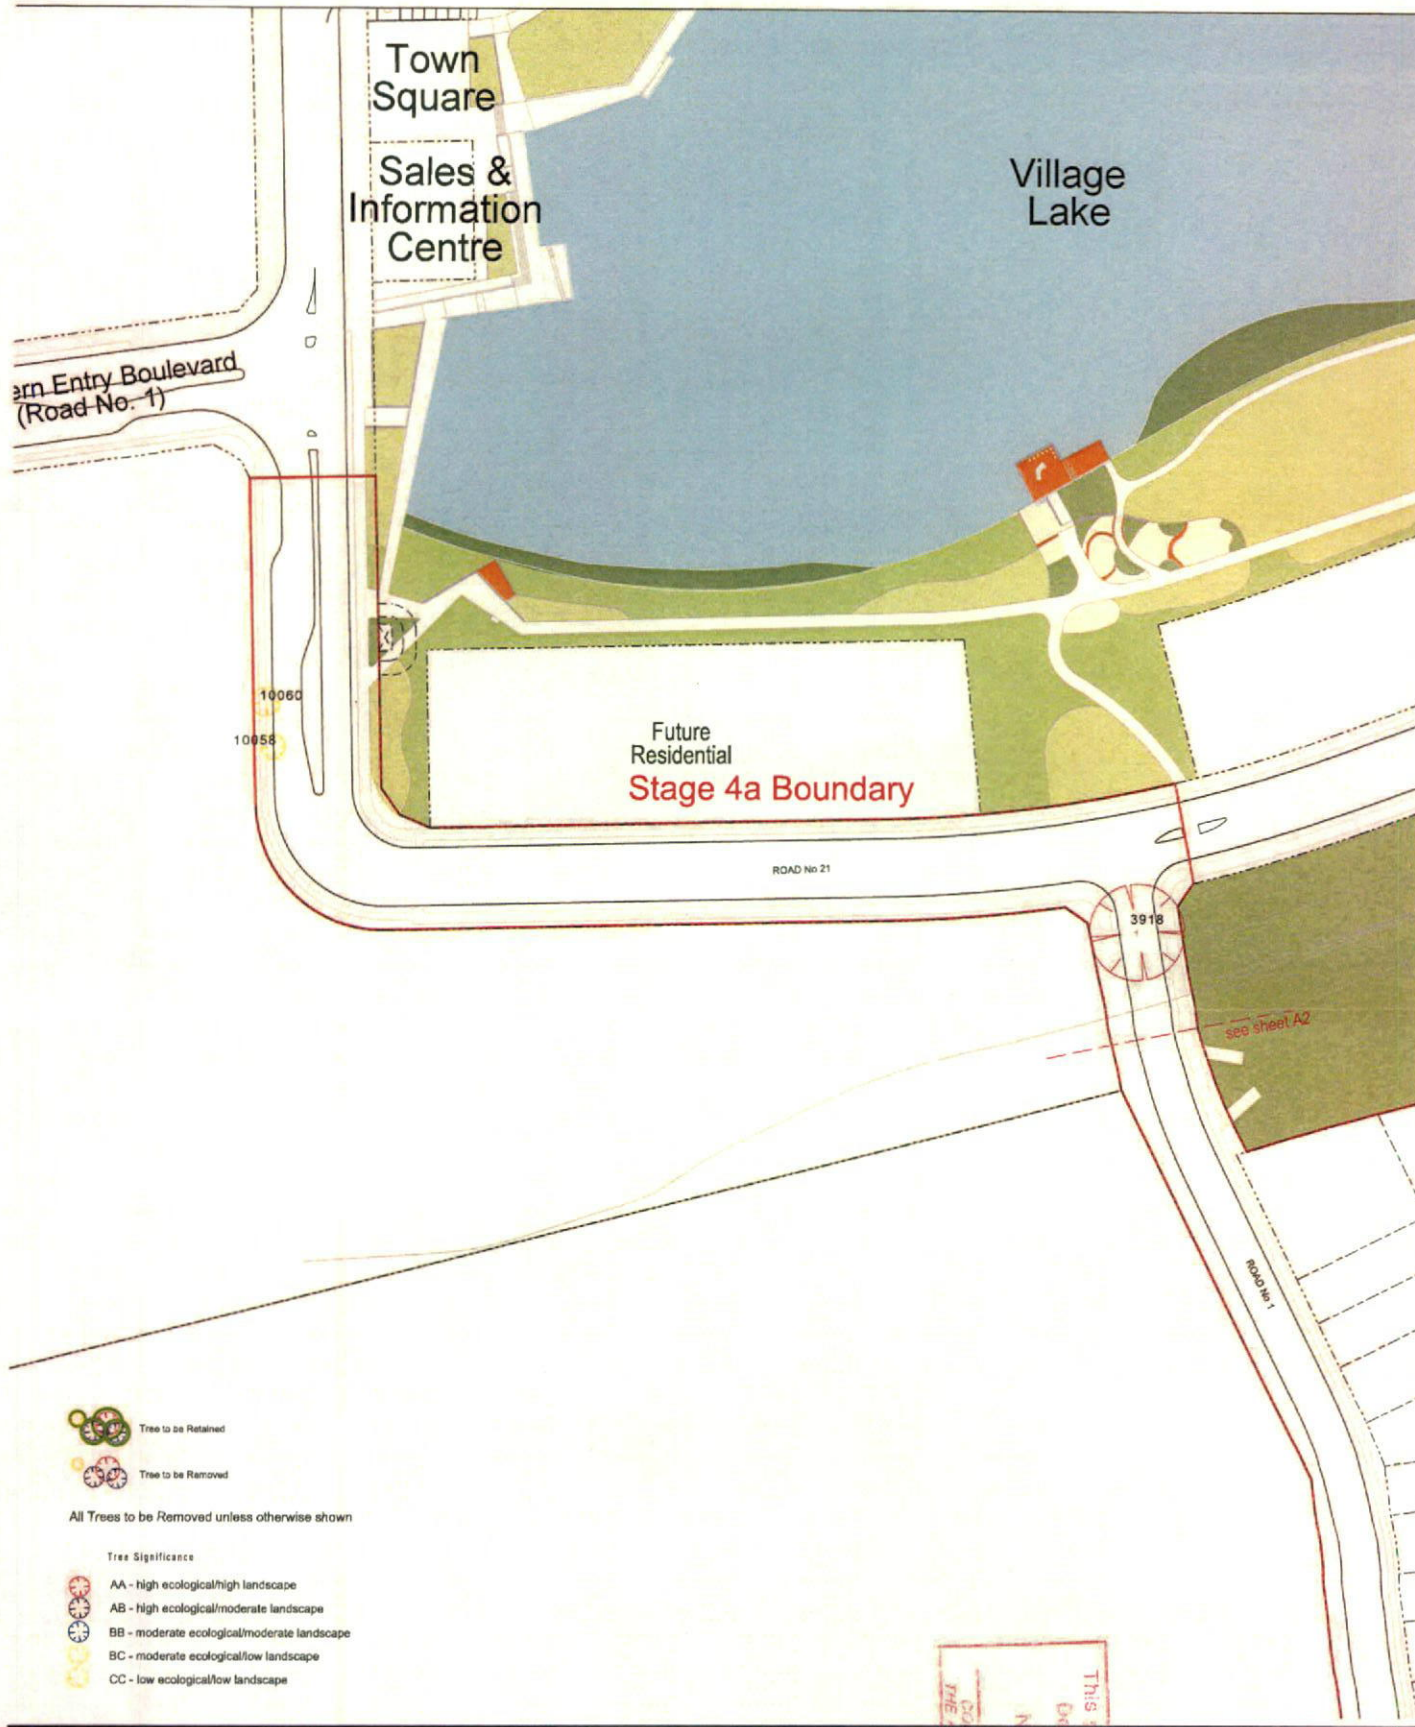 Town
Square
Sales &
Information
Centre
Village
Lake
ern Entry Boulevard
(Road No. 1)
10060
10058
Future
Residential
Stage 4a Boundary
ROAD No 21
3918
see sheet A2
ROAD No 1
Tree to be Retained
Tree to be Removed
All Trees to be Removed unless otherwise shown
Tree Significance
AA - high ecological/high landscape
AB - high ecological/moderate landscape
BB - moderate ecological/moderate landscape
BC - moderate ecological/low landscape
CC - low ecological/low landscape
This
THE